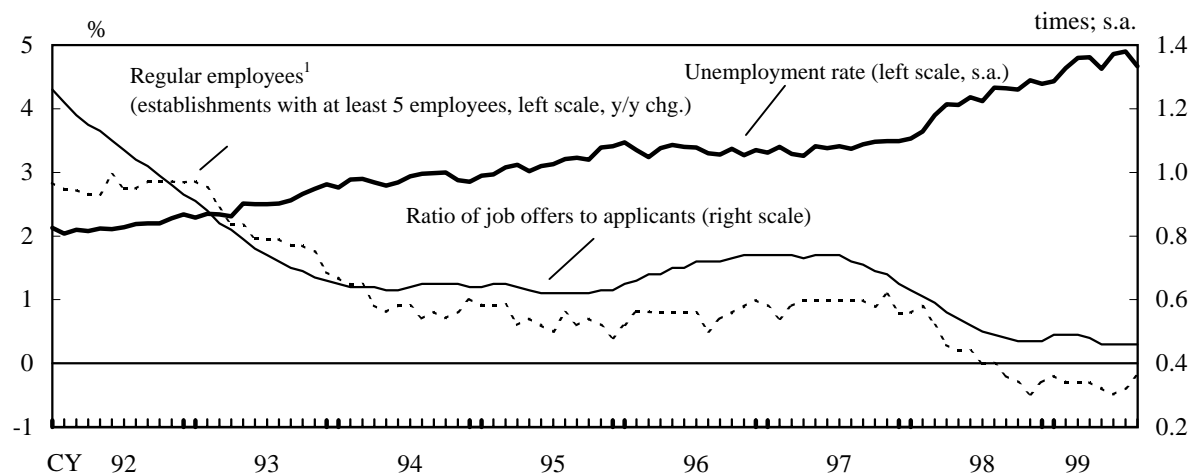 %
times; s.a.
5
4
3
2
1
0
-1
1.4
1.2
1.0
0.8
0.6
0.4
0.2
Regular employees¹
(establishments with at least 5 employees, left scale, y/y chg.)
Unemployment rate (left scale, s.a.)
Ratio of job offers to applicants (right scale)
CY 92 93 94 95 96 97 98 99